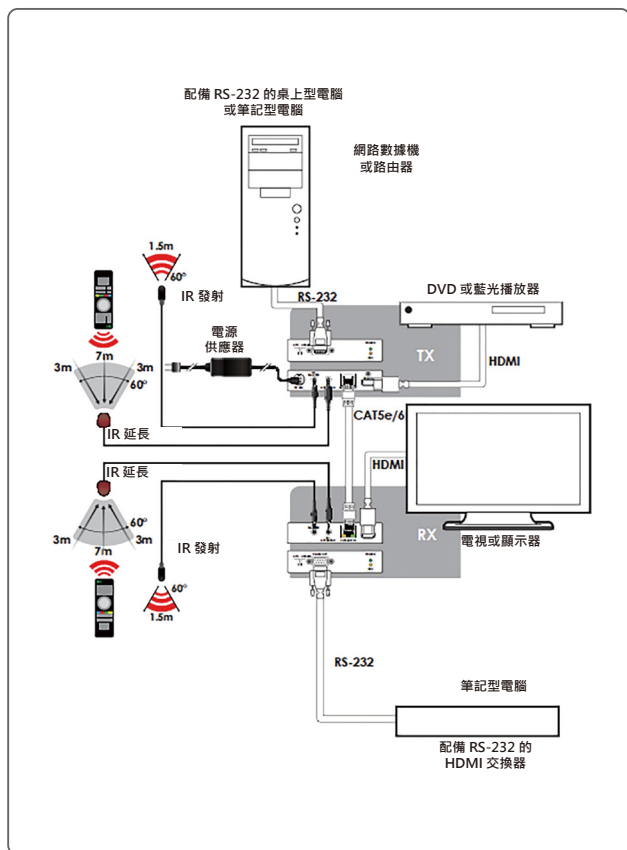 配備 RS-232 的桌上型電腦
或筆記型電腦
網路數據機
或路由器
1.5m
60°
IR 發射
RS-232
DVD 或藍光播放器
電源
供應器
TX
HDMI
7m
3m
3m
60°
CAT5e/6
IR 延長
HDMI
IR 延長
60°
3m
3m
7m
IR 發射
RX
電視或顯示器
60°
1.5m
RS-232
筆記型電腦
配備 RS-232 的
HDMI 交換器